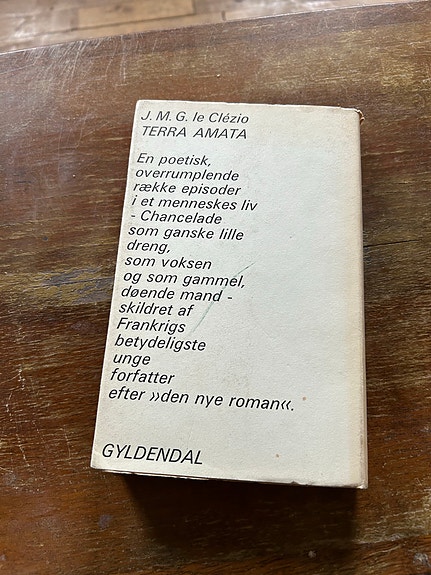 J. M. G. le Clézio
TERRA AMATA
En poetisk,
overrumplende
række episoder
i et menneskes liv
- Chancelade
som ganske lille
dreng,
som voksen
og som gammel,
døende mand -
skildret af
Frankrigs
betydeligste
unge
forfatter
efter »den nye roman«.
GYLDENDAL